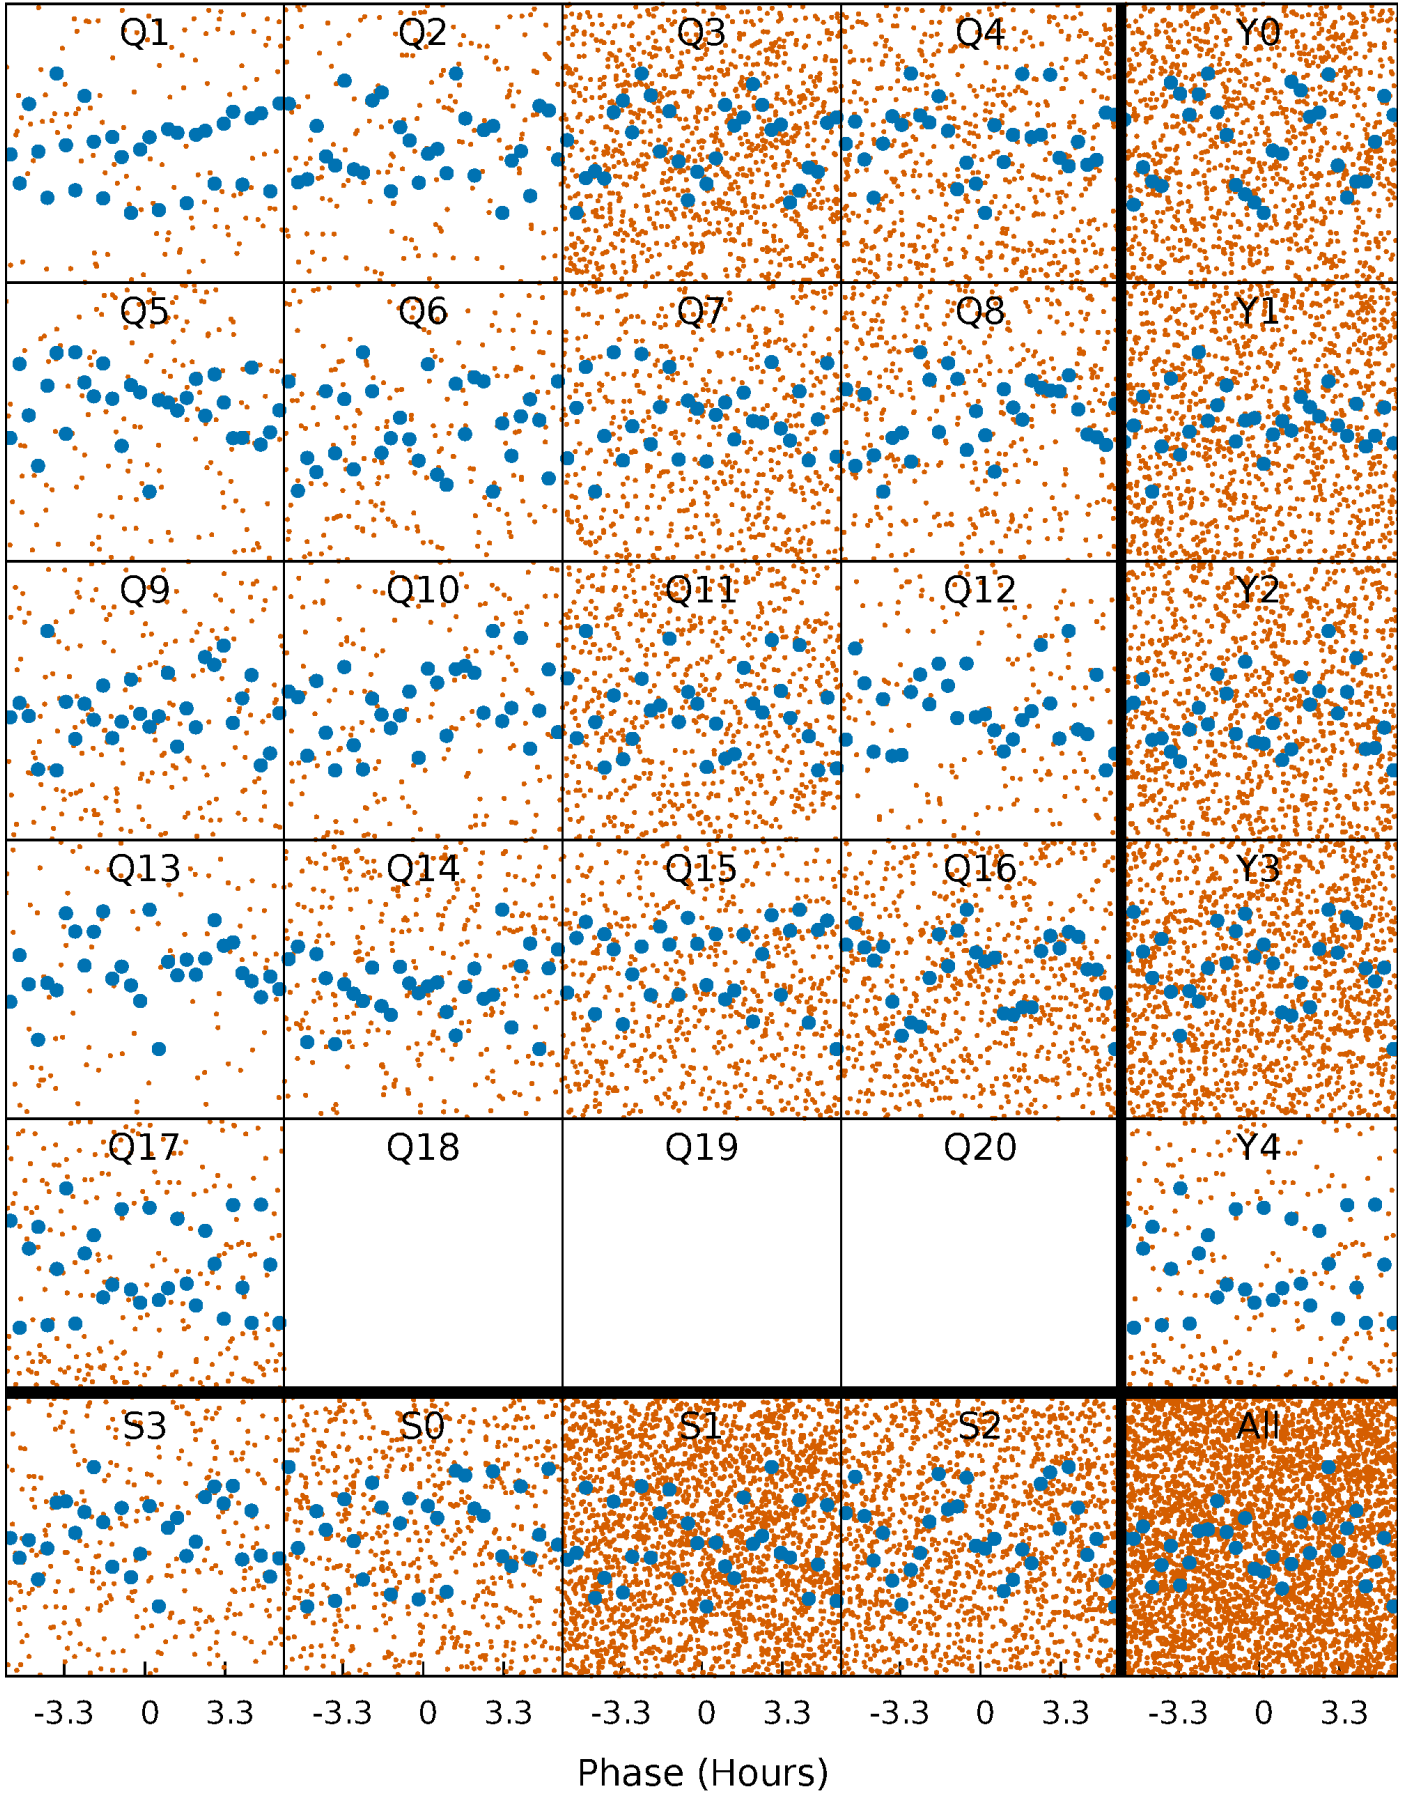 Q1 Q2 Q3 Q4 Y0
Q5 Q6 Q7 Q8 Y1
Q9 Q10 Q11 Q12 Y2
Q13 Q14 Q15 Q16 Y3
Q17 Q18 Q19 Q20 Y4
S3 S0 S1 S2 All
-3.3 0 3.3 -3.3 0 3.3 -3.3 0 3.3 -3.3 0 3.3 -3.3 0 3.3
Phase (Hours)